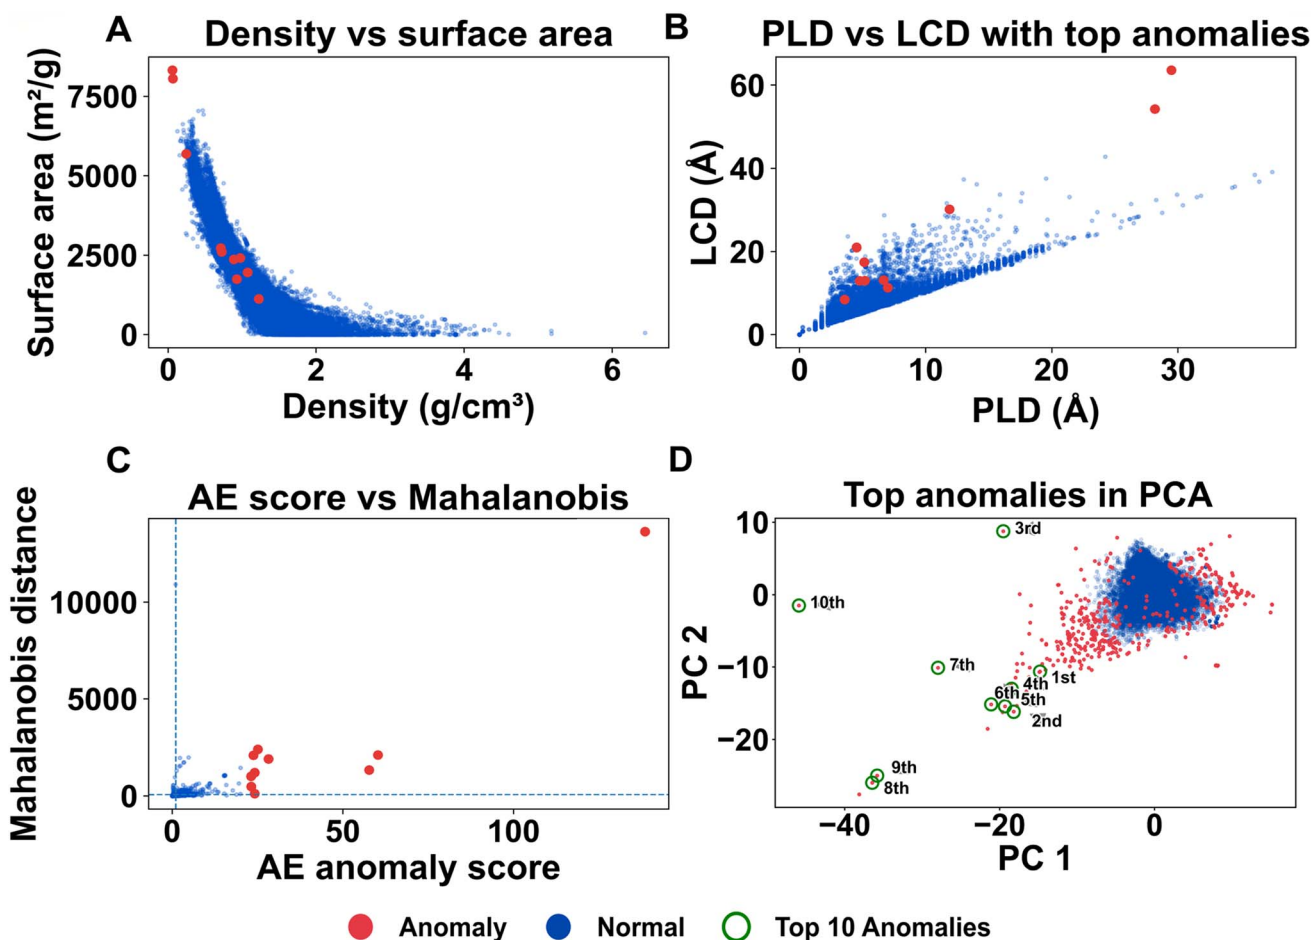 A
Density vs surface area
Surface area (m²/g)
7500
5000
2500
0
0 2 4 6
Density (g/cm³)
B
PLD vs LCD with top anomalies
LCD (Å)
60
40
20
0
0 10 20 30
PLD (Å)
C
AE score vs Mahalanobis
Mahalanobis distance
10000
5000
0
0 50 100
AE anomaly score
D
Top anomalies in PCA
PC 2
10
0
−10
−20
3rd
10th
7th
1st
4th
6th
5th
2nd
9th
8th
−40 −20 0
PC 1
Anomaly Normal Top 10 Anomalies